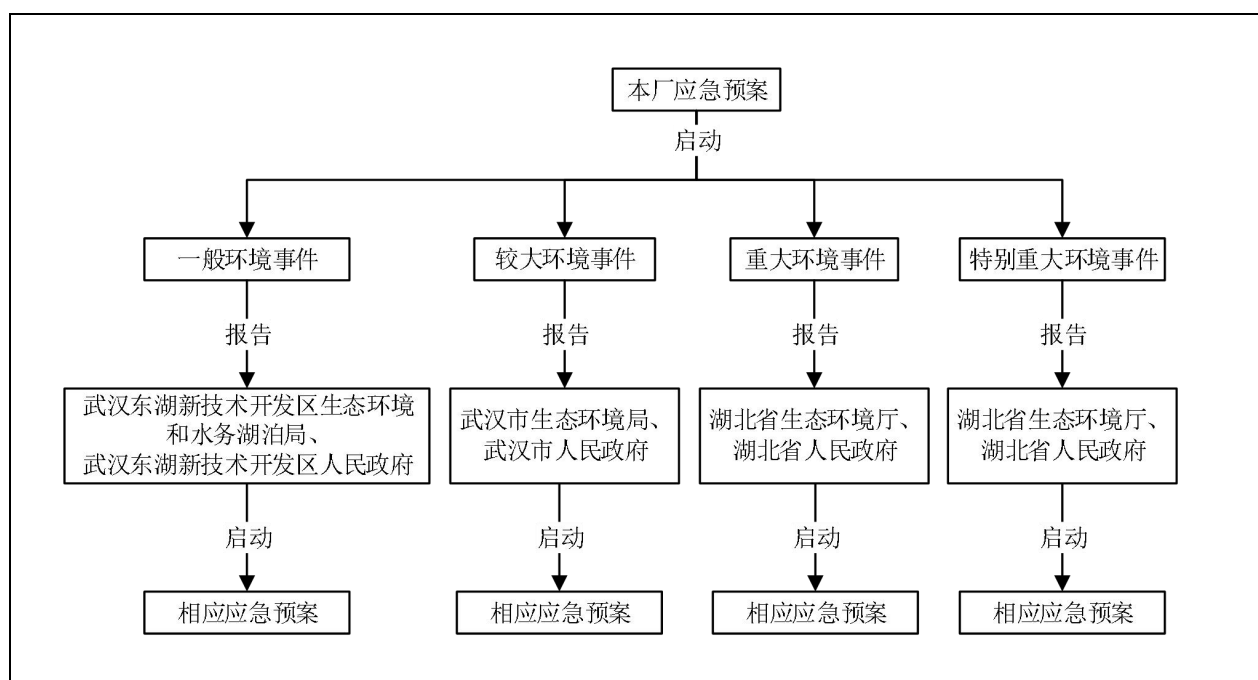 本厂应急预案
启动
一般环境事件
较大环境事件
重大环境事件
特别重大环境事件
报告
报告
报告
报告
武汉东湖新技术开发区生态环境
和水务湖泊局、
武汉东湖新技术开发区人民政府
武汉市生态环境局、
武汉市人民政府
湖北省生态环境厅、
湖北省人民政府
湖北省生态环境厅、
湖北省人民政府
启动
启动
启动
启动
相应应急预案
相应应急预案
相应应急预案
相应应急预案